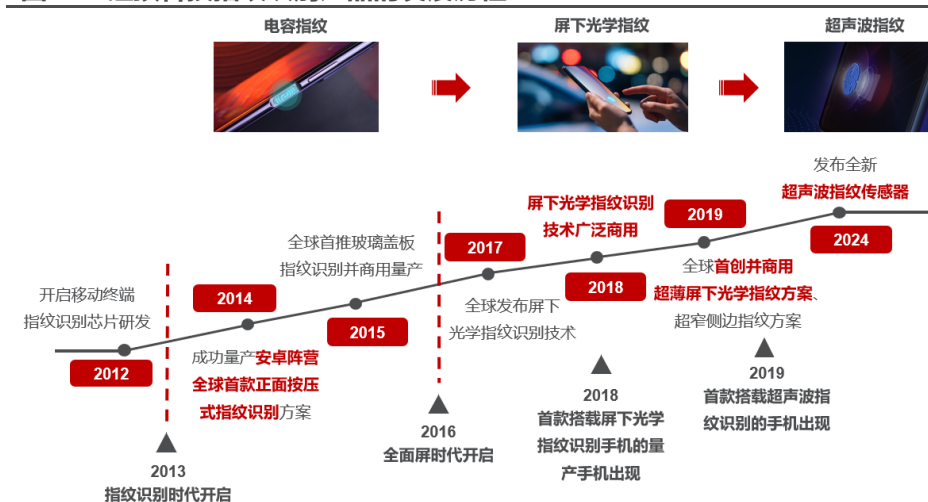 电容指纹
屏下光学指纹
超声波指纹
发布全新
超声波指纹传感器
2024
屏下光学指纹识别
技术广泛商用
2018
2019
全球首创并商用
超薄屏下光学指纹方案、
超窄侧边指纹方案
2017
全球发布屏下
光学指纹识别技术
全球首推玻璃盖板
指纹识别并商用量产
2015
2014
成功量产安卓阵营
全球首款正面按压
式指纹识别方案
开启移动终端
指纹识别芯片研发
2012
2013
指纹识别时代开启
2016
全面屏时代开启
2018
首款搭载屏下光学
指纹识别手机的量
产手机出现
2019
首款搭载超声波指
纹识别的手机出现